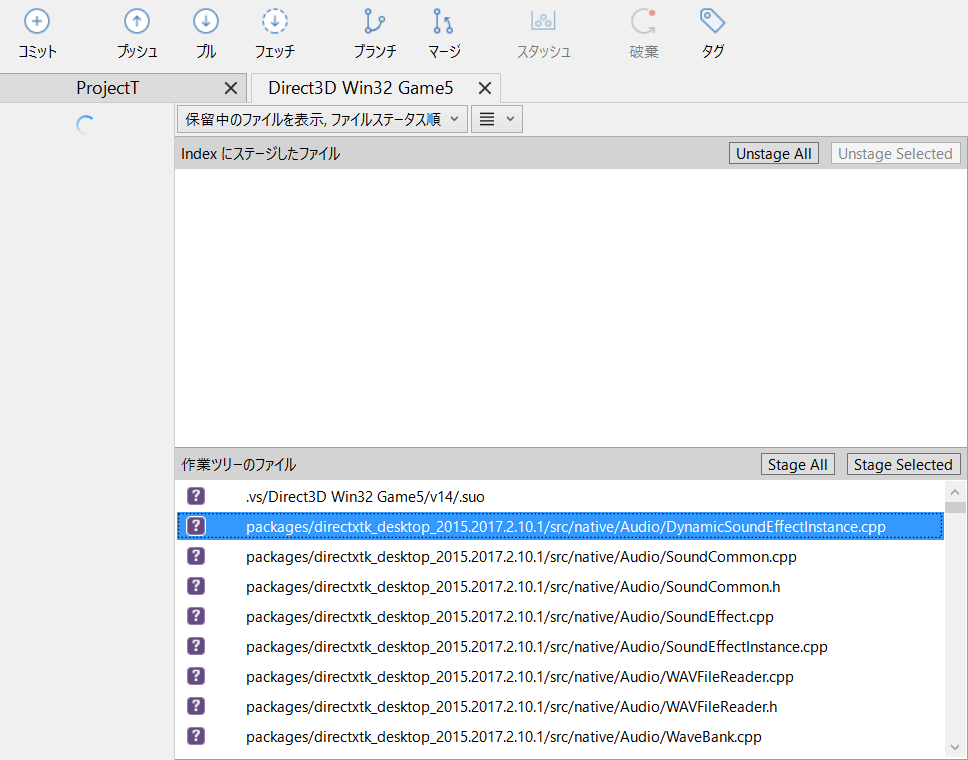 コミット プッシュ プル フェッチ ブランチ マージ スタッシュ 破棄 タグ
ProjectT Direct3D Win32 Game5
保留中のファイルを表示, ファイルステータス順
Index にステージしたファイル Unstage All Unstage Selected
作業ツリーのファイル Stage All Stage Selected
.vs/Direct3D Win32 Game5/v14/.suo
packages/directxtk_desktop_2015.2017.2.10.1/src/native/Audio/DynamicSoundEffectInstance.cpp
packages/directxtk_desktop_2015.2017.2.10.1/src/native/Audio/SoundCommon.cpp
packages/directxtk_desktop_2015.2017.2.10.1/src/native/Audio/SoundCommon.h
packages/directxtk_desktop_2015.2017.2.10.1/src/native/Audio/SoundEffect.cpp
packages/directxtk_desktop_2015.2017.2.10.1/src/native/Audio/SoundEffectInstance.cpp
packages/directxtk_desktop_2015.2017.2.10.1/src/native/Audio/WAVFileReader.cpp
packages/directxtk_desktop_2015.2017.2.10.1/src/native/Audio/WAVFileReader.h
packages/directxtk_desktop_2015.2017.2.10.1/src/native/Audio/WaveBank.cpp